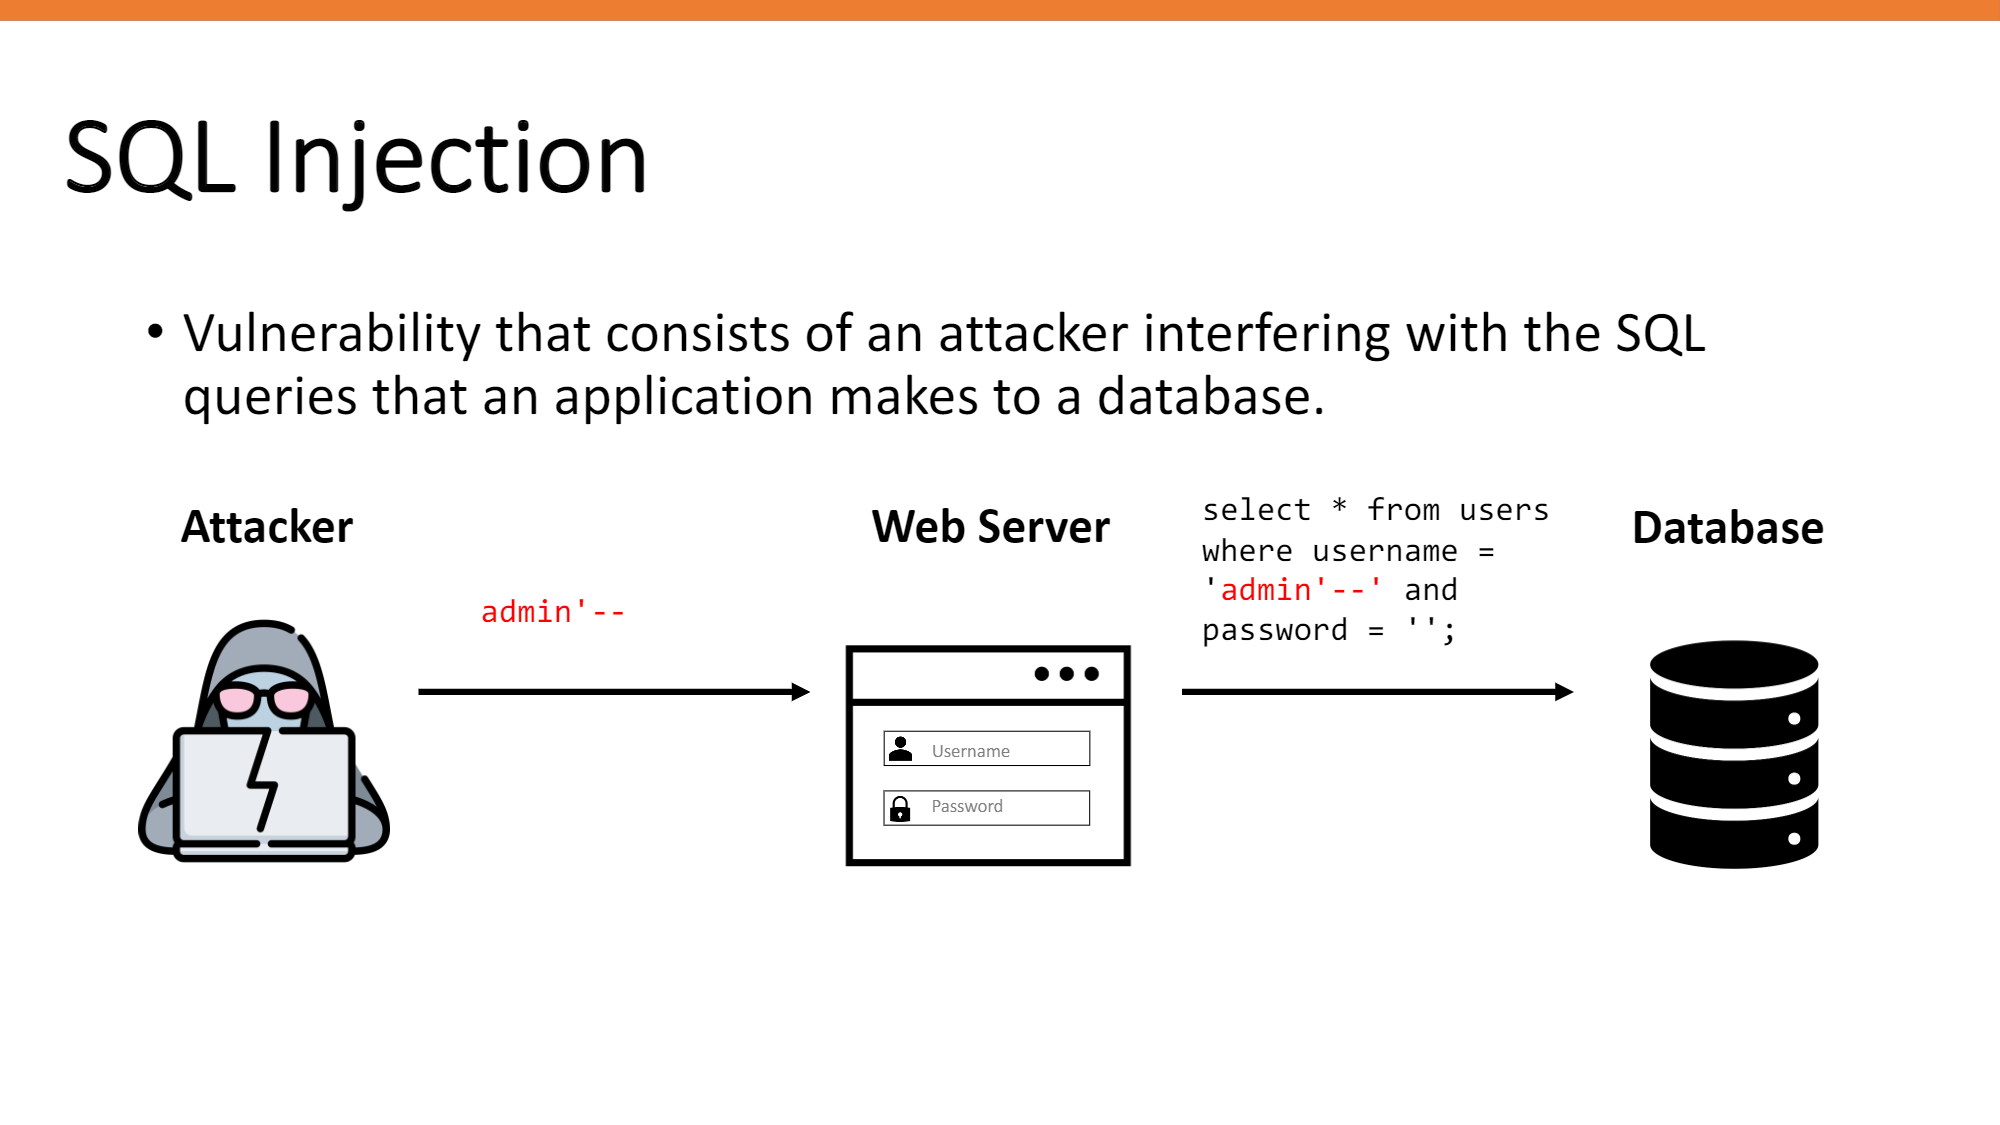 SQL Injection
• Vulnerability that consists of an attacker interfering with the SQL
queries that an application makes to a database.
Attacker
admin'--
Web Server
Username
Password
select * from users
where username =
'admin'--' and
password = '';
Database